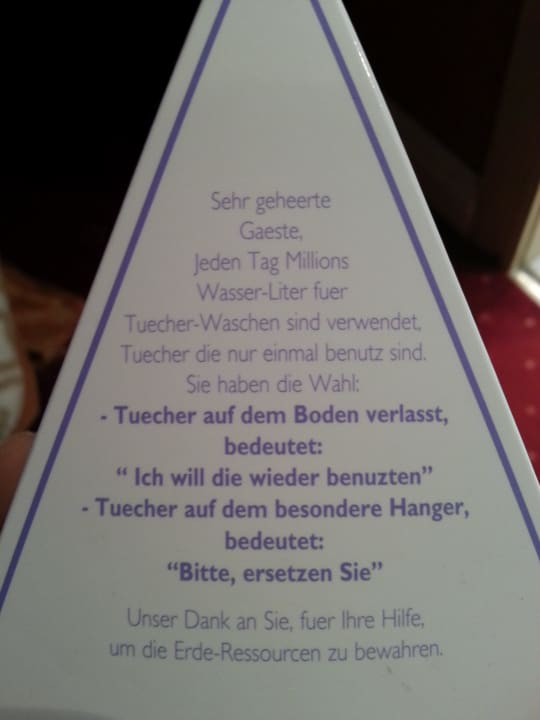 Sehr geheerte
Gaeste,
Jeden Tag Millions
Wasser-Liter fuer
Tuecher-Waschen sind verwendet,
Tuecher die nur einmal benutz sind.
Sie haben die Wahl:
- Tuecher auf dem Boden verlasst,
bedeutet:
“ Ich will die wieder benuzten”
- Tuecher auf dem besondere Hanger,
bedeutet:
“Bitte, ersetzen Sie”
Unser Dank an Sie, fuer Ihre Hilfe,
um die Erde-Ressourcen zu bewahren.